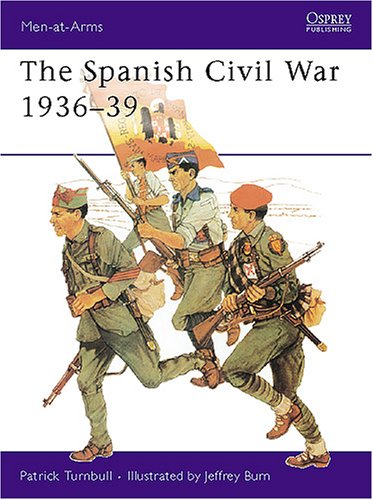 Men-at-Arms
OSPREY
PUBLISHING
The Spanish Civil War
1936–39
Patrick Turnbull · Illustrated by Jeffrey Burn